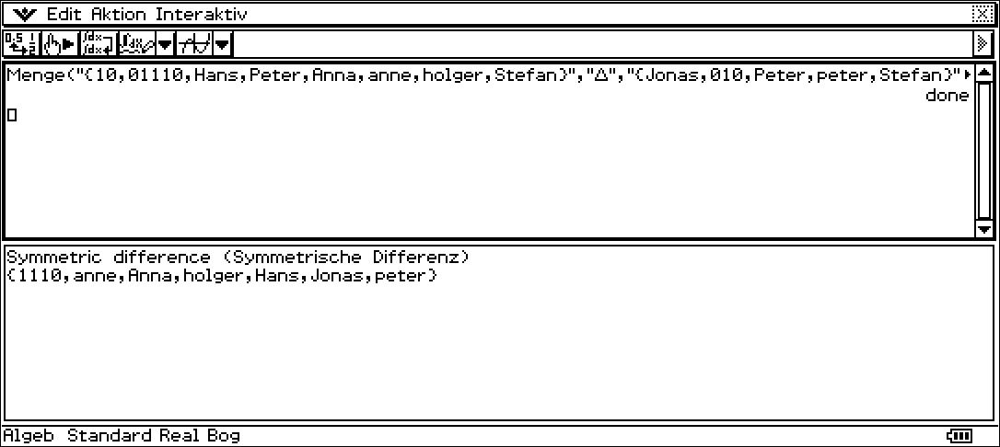 Edit Aktion Interaktiv
Menge("{10,01110,Hans,Peter,Anna,anne,holger,Stefan}","Δ","{Jonas,010,Peter,peter,Stefan}"
done
Symmetric difference (Symmetrische Differenz)
{1110,anne,Anna,holger,Hans,Jonas,peter}
Algeb Standard Real Bog